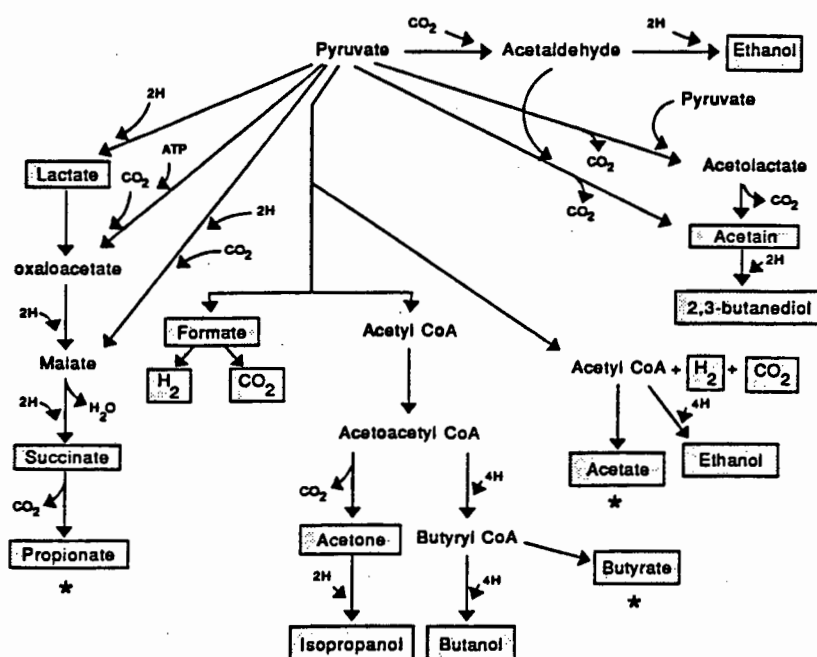 Pyruvate
CO2
Acetaldehyde
2H
Ethanol
2H
Pyruvate
ATP
CO2
Lactate
CO2
Acetolactate
2H
CO2
CO2
CO2
Acetain
oxaloacetate
2H
2,3-butanediol
2H
Formate
Acetyl CoA
Malate
H2
CO2
Acetyl CoA + H2 + CO2
2H
H2O
4H
Acetoacetyl CoA
Succinate
Acetate
Ethanol
*
CO2
CO2
4H
Propionate
Acetone
Butyryl CoA
Butyrate
*
2H
4H
*
Isopropanol
Butanol